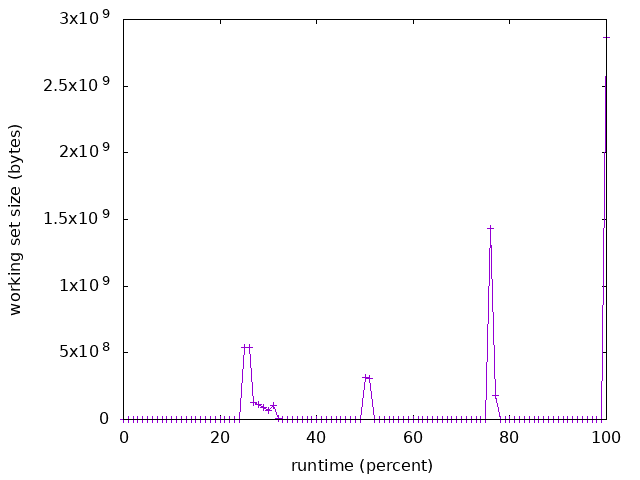 3x10⁹
2.5x10⁹
2x10⁹
1.5x10⁹
1x10⁹
5x10⁸
0
working set size (bytes)
0 20 40 60 80 100
runtime (percent)